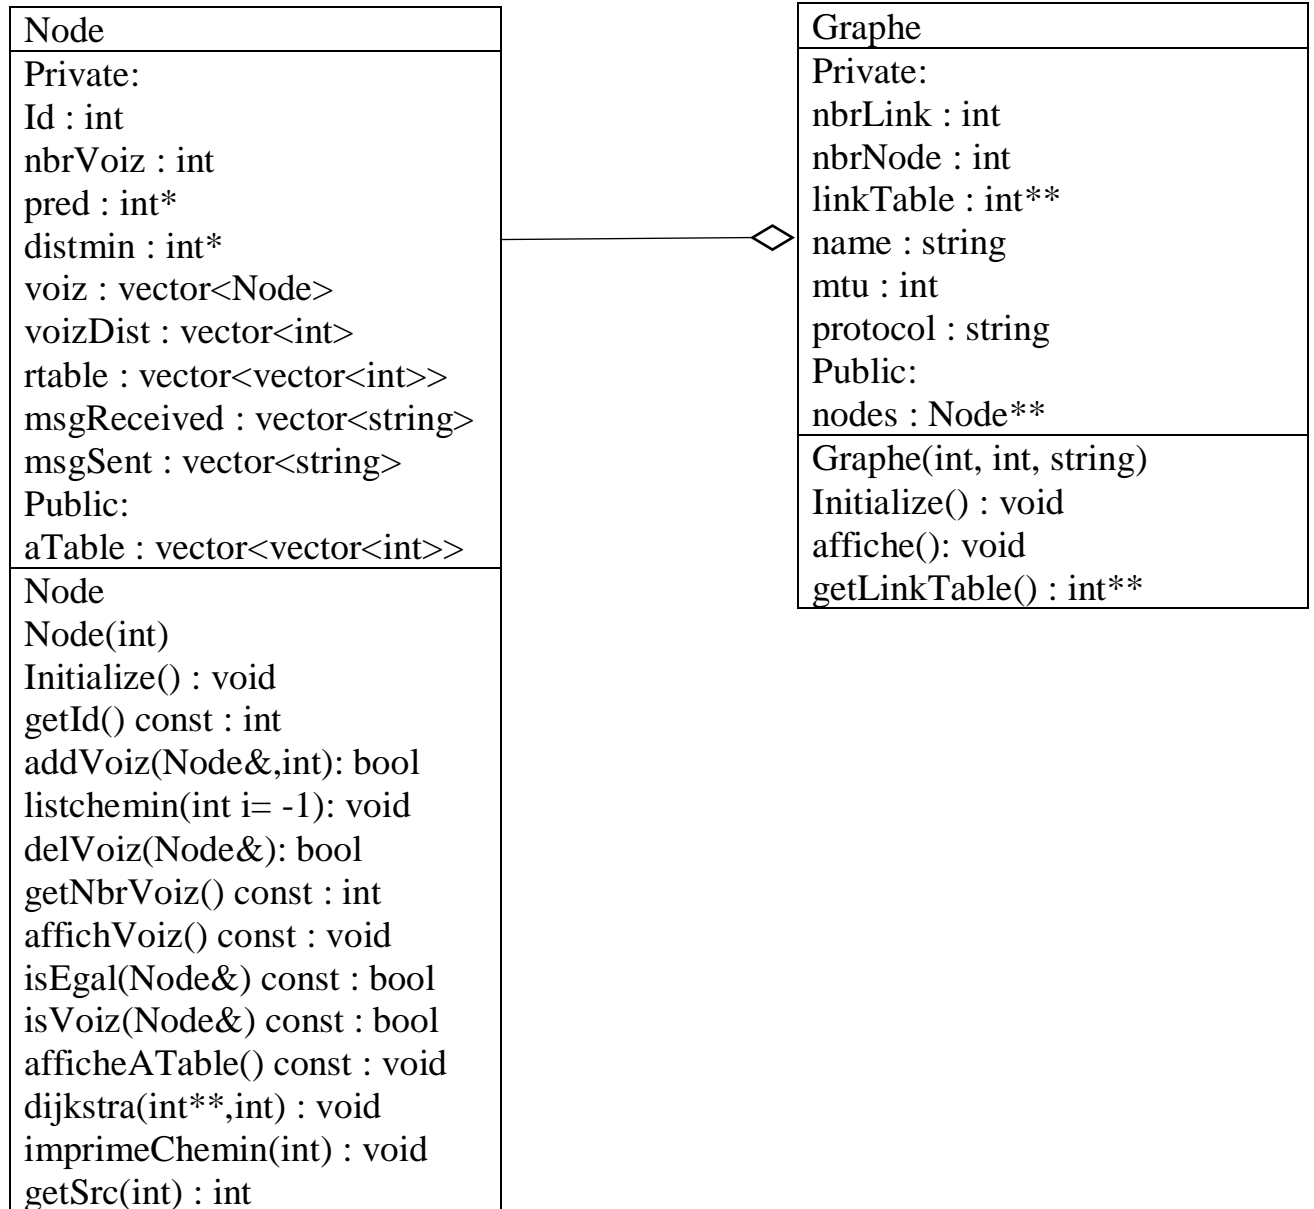 Node
Private:
Id : int
nbrVoiz : int
pred : int*
distmin : int*
voiz : vector<Node>
voizDist : vector<int>
rtable : vector<vector<int>>
msgReceived : vector<string>
msgSent : vector<string>
Public:
aTable : vector<vector<int>>
Node
Node(int)
Initialize() : void
getId() const : int
addVoiz(Node&,int): bool
listchemin(int i= -1): void
delVoiz(Node&): bool
getNbrVoiz() const : int
affichVoiz() const : void
isEgal(Node&) const : bool
isVoiz(Node&) const : bool
afficheATable() const : void
dijkstra(int**,int) : void
imprimeChemin(int) : void
getSrc(int) : int
Graphe
Private:
nbrLink : int
nbrNode : int
linkTable : int**
name : string
mtu : int
protocol : string
Public:
nodes : Node**
Graphe(int, int, string)
Initialize() : void
affiche(): void
getLinkTable() : int**